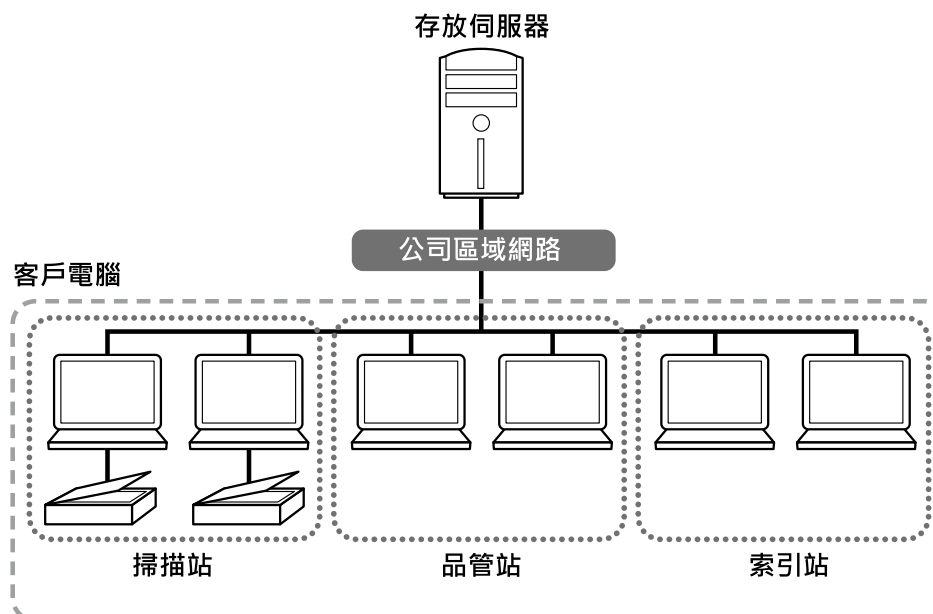 存放伺服器
公司區域網路
客戶電腦
掃描站
品管站
索引站